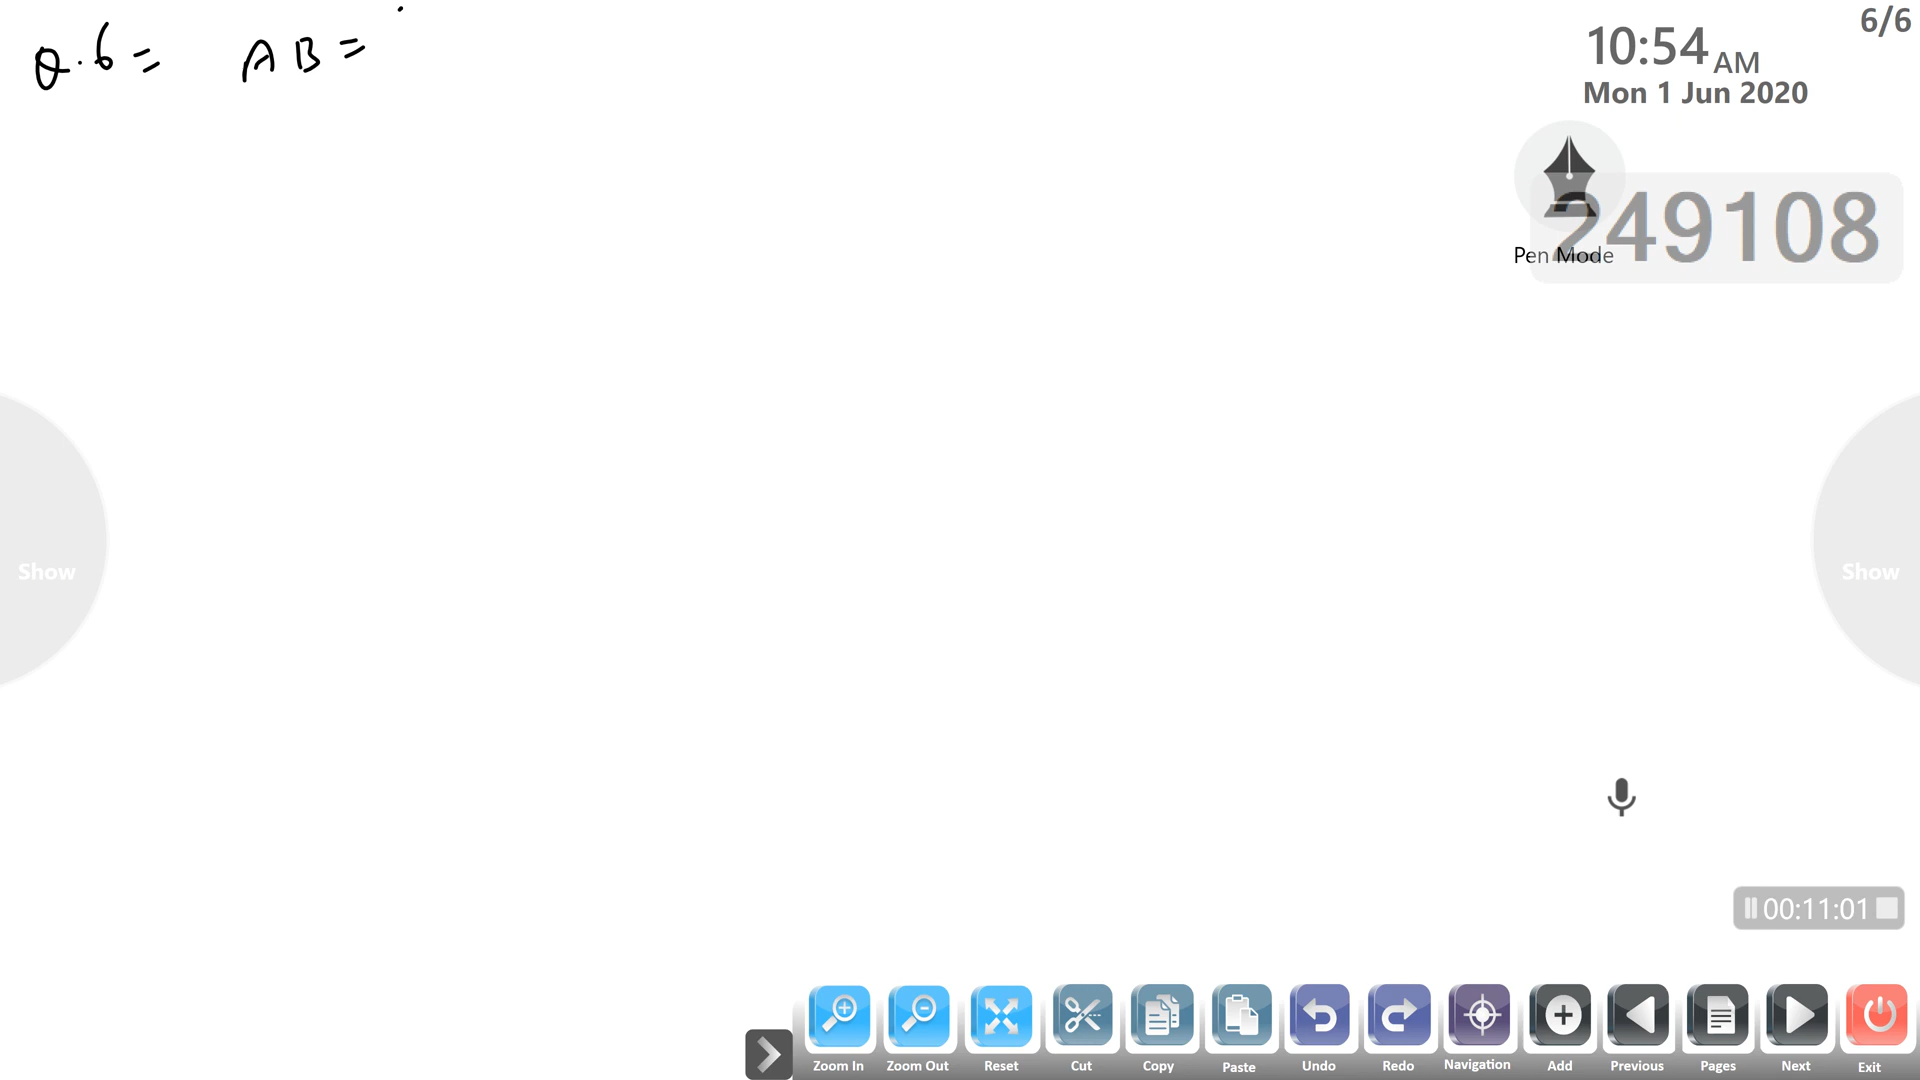 6/6
Q.6= AB=
10:54 AM
Mon 1 Jun 2020
249108
Pen Mode
Show
Show
00:11:01
Zoom In Zoom Out Reset Cut Copy Paste Undo Redo Navigation Add Previous Pages Next Exit